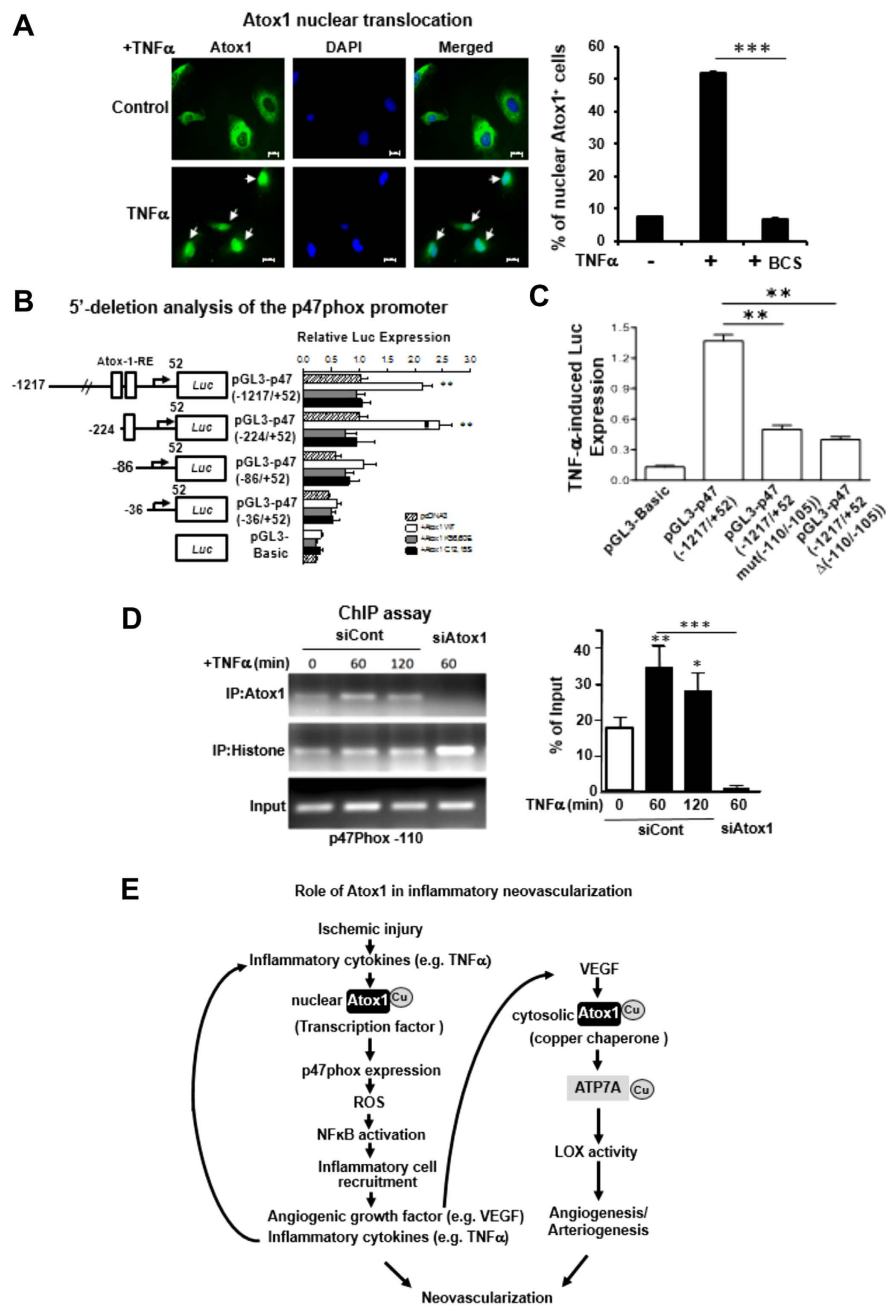 A
Atox1 nuclear translocation
+TNFα Atox1 DAPI Merged
Control
TNFα
% of nuclear Atox1+ cells
60
50
40
30
20
10
0
TNFα - + + BCS
***
B
5'-deletion analysis of the p47phox promoter
Relative Luc Expression
0.0 0.5 1.0 1.5 2.0 2.5 3.0
Atox-1-RE
-1217 52 Luc pGL3-p47
(-1217/+52)
**
-224 52 Luc pGL3-p47
(-224/+52)
**
-86 52 Luc pGL3-p47
(-86/+52)
-36 52 Luc pGL3-p47
(-36/+52)
Luc pGL3-
Basic
+Atox1 WT
C
TNF-α-induced Luc
Expression
1.5
1.2
0.9
0.6
0.3
0.0
**
**
pGL3-Basic
pGL3-p47
(-1217/+52)
pGL3-p47
(-1217/+52
mut(-110/-105))
pGL3-p47
(-1217/+52
Δ(-110/-105))
D
ChIP assay
siCont siAtox1
+TNFα (min) 0 60 120 60
IP:Atox1
IP:Histone
Input
p47Phox -110
% of Input
40
30
20
10
0
***
**
*
TNFα (min) 0 60 120 60
siCont siAtox1
E
Role of Atox1 in inflammatory neovascularization
Ischemic injury
Inflammatory cytokines (e.g. TNFα)
nuclear Atox1 Cu
(Transcription factor )
p47phox expression
ROS
NFκB activation
Inflammatory cell
recruitment
Angiogenic growth factor (e.g. VEGF)
Inflammatory cytokines (e.g. TNFα)
VEGF
cytosolic Atox1 Cu
(copper chaperone )
ATP7A Cu
LOX activity
Angiogenesis/
Arteriogenesis
Neovascularization